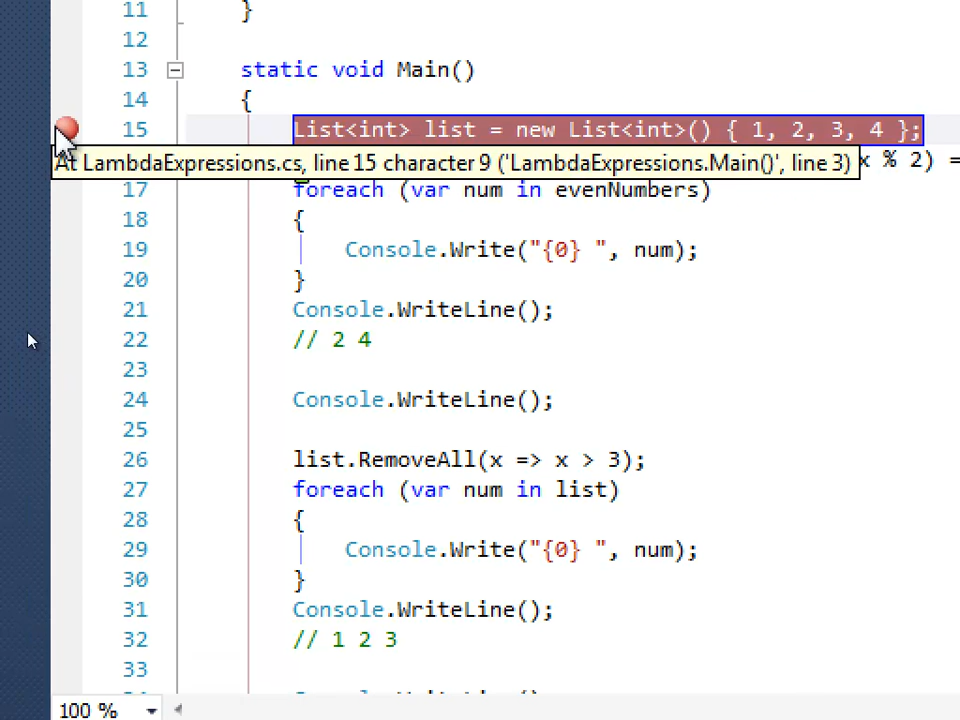 11 }
12
13 static void Main()
14 {
15 List<int> list = new List<int>() { 1, 2, 3, 4 };
At LambdaExpressions.cs, line 15 character 9 ('LambdaExpressions.Main()', line 3) x % 2) =
17 foreach (var num in evenNumbers)
18 {
19 Console.Write("{0} ", num);
20 }
21 Console.WriteLine();
22 // 2 4
23
24 Console.WriteLine();
25
26 list.RemoveAll(x => x > 3);
27 foreach (var num in list)
28 {
29 Console.Write("{0} ", num);
30 }
31 Console.WriteLine();
32 // 1 2 3
33
100 %